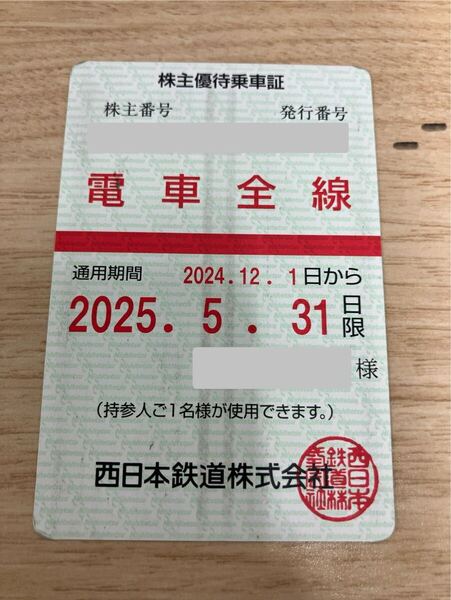 株主優待乗車証
株主番号 発行番号
電車全線
通用期間 2024.12.1日から
2025.5.31日限
様
(持参人ご1名様が使用できます。)
西日本鉄道株式会社